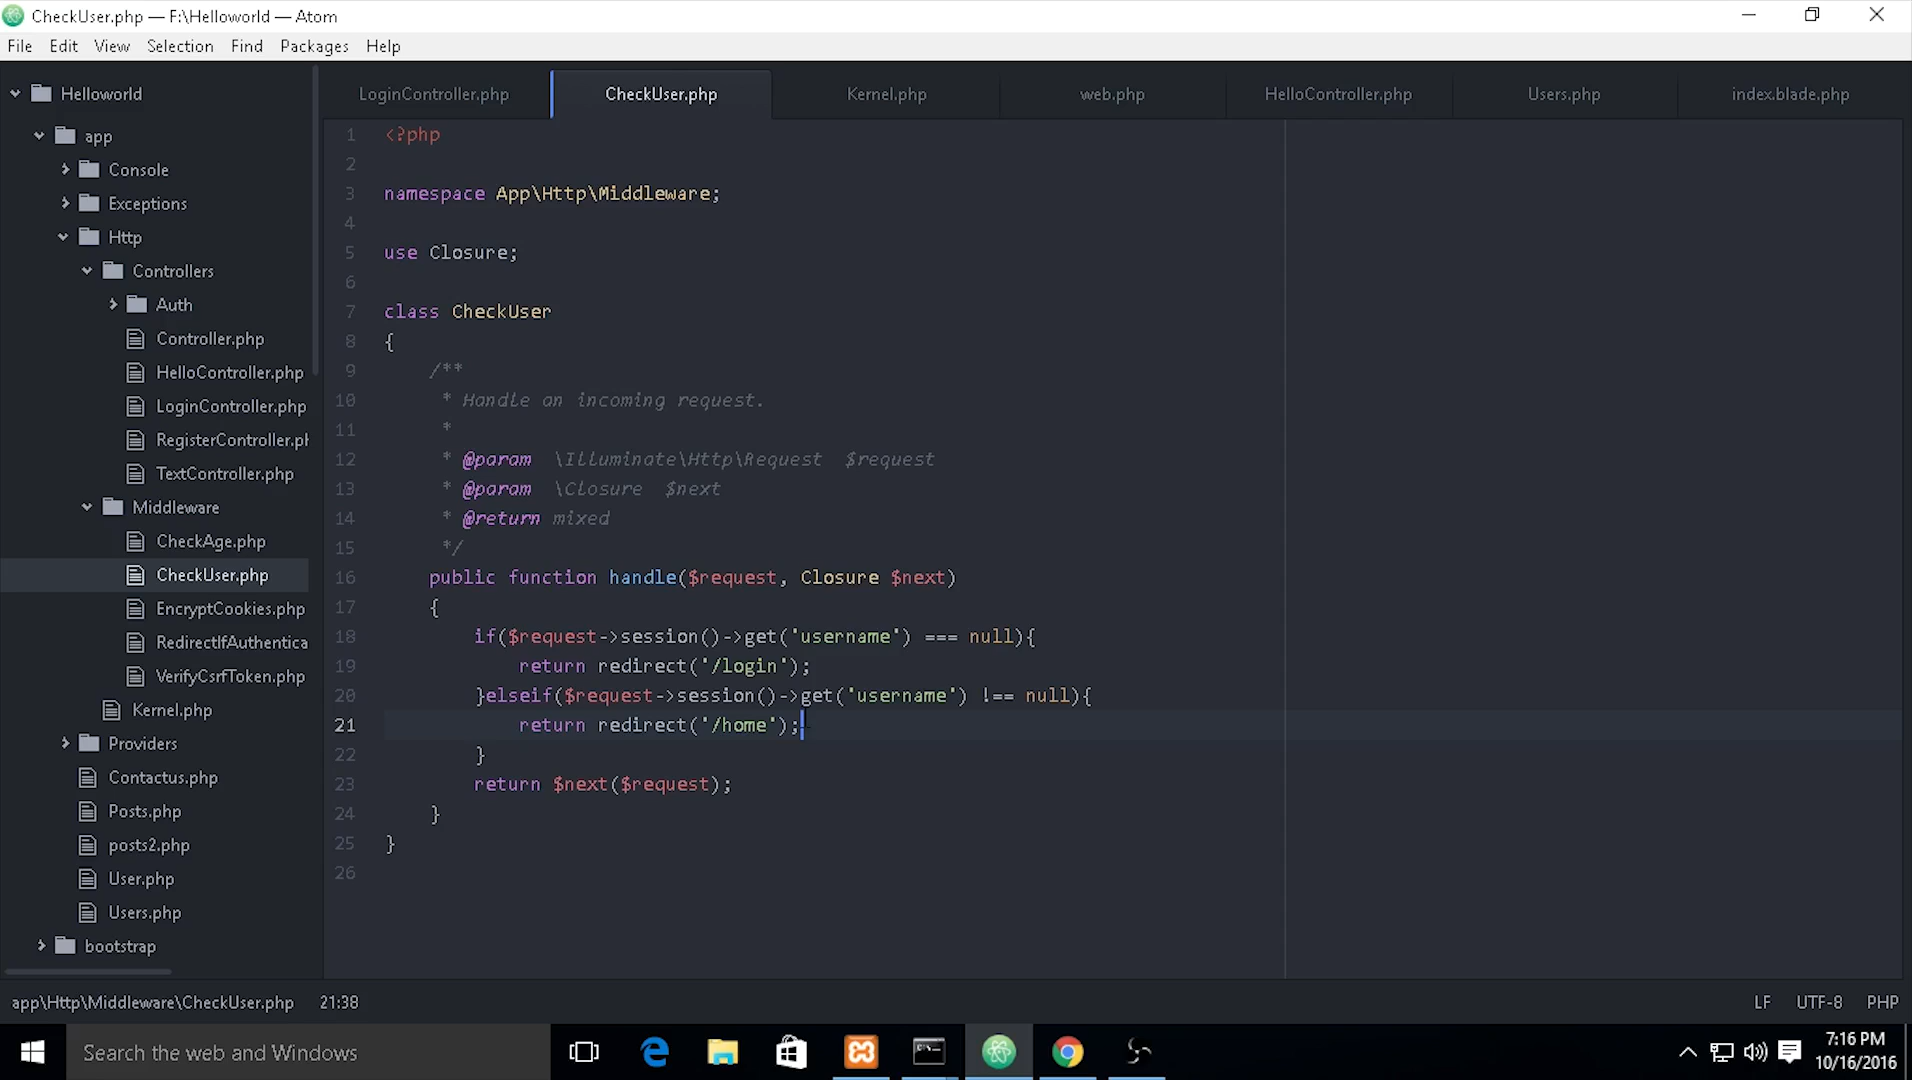 CheckUser.php — F:\Helloworld — Atom
File Edit View Selection Find Packages Help
Helloworld
app
Console
Exceptions
Http
Controllers
Auth
Controller.php
HelloController.php
LoginController.php
RegisterController.ph
TextController.php
Middleware
CheckAge.php
CheckUser.php
EncryptCookies.php
RedirectIfAuthentica
VerifyCsrfToken.php
Kernel.php
Providers
Contactus.php
Posts.php
posts2.php
User.php
Users.php
bootstrap
LoginController.php CheckUser.php Kernel.php web.php HelloController.php Users.php index.blade.php
1 <?php
2
3 namespace App\Http\Middleware;
4
5 use Closure;
6
7 class CheckUser
8 {
9 /**
10 * Handle an incoming request.
11 *
12 * @param \Illuminate\Http\Request $request
13 * @param \Closure $next
14 * @return mixed
15 */
16 public function handle($request, Closure $next)
17 {
18 if($request->session()->get('username') === null){
19 return redirect('/login');
20 }elseif($request->session()->get('username') !== null){
21 return redirect('/home');
22 }
23 return $next($request);
24 }
25 }
26
app\Http\Middleware\CheckUser.php 21:38 LF UTF-8 PHP
Search the web and Windows
7:16 PM
10/16/2016